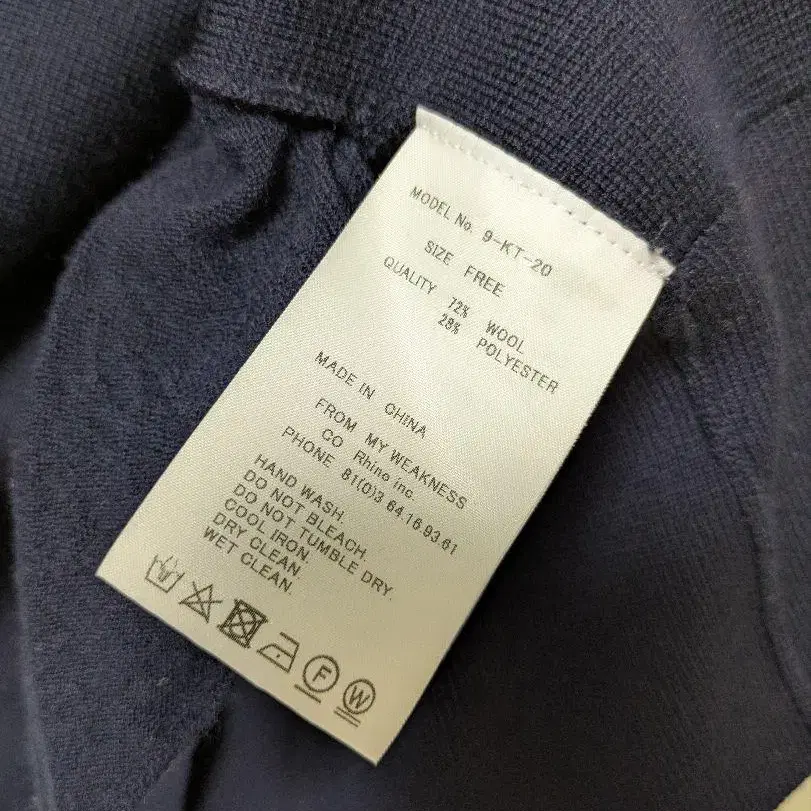 MODEL No. 9-KT-20
SIZE FREE
QUALITY 72% WOOL
28% POLYESTER
MADE IN CHINA
FROM MY WEAKNESS
CO Rhino inc.
PHONE 81(0)3 64.16.93.61
HAND WASH.
DO NOT BLEACH.
DO NOT TUMBLE DRY.
COOL IRON.
DRY CLEAN.
WET CLEAN.
F W